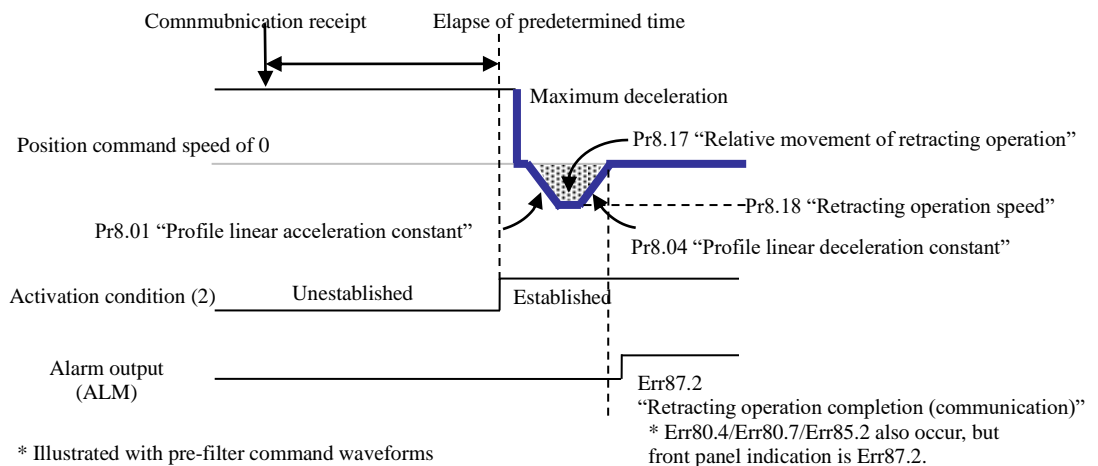 Comnmubnication receipt
Elapse of predetermined time
Maximum deceleration
Position command speed of 0
Pr8.17 “Relative movement of retracting operation”
Pr8.18 “Retracting operation speed”
Pr8.01 “Profile linear acceleration constant”
Pr8.04 “Profile linear deceleration constant”
Activation condition (2)
Unestablished
Established
Alarm output
(ALM)
Err87.2
“Retracting operation completion (communication)”
* Err80.4/Err80.7/Err85.2 also occur, but
front panel indication is Err87.2.
* Illustrated with pre-filter command waveforms